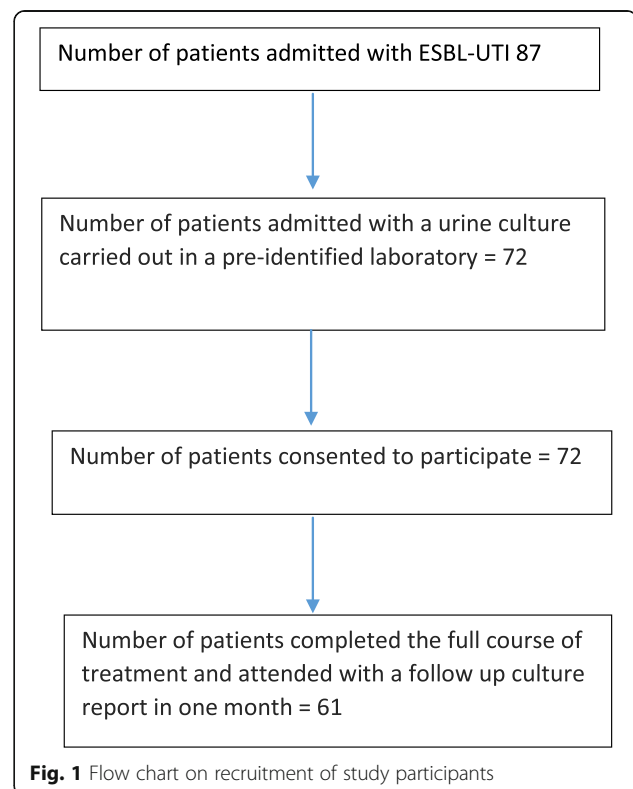 Number of patients admitted with ESBL-UTI 87
Number of patients admitted with a urine culture
carried out in a pre-identified laboratory = 72
Number of patients consented to participate = 72
Number of patients completed the full course of
treatment and attended with a follow up culture
report in one month = 61
Fig. 1 Flow chart on recruitment of study participants